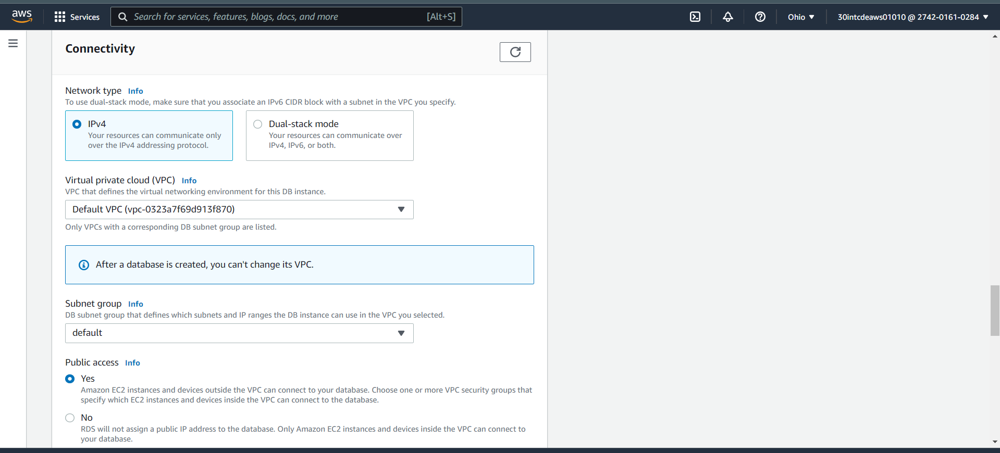 aws
Services
Search for services, features, blogs, docs, and more
[Alt+S]
Ohio
30intcdeaws01010 @ 2742-0161-0284
Connectivity
Network type Info
To use dual-stack mode, make sure that you associate an IPv6 CIDR block with a subnet in the VPC you specify.
IPv4
Your resources can communicate only
over the IPv4 addressing protocol.
Dual-stack mode
Your resources can communicate over
IPv4, IPv6, or both.
Virtual private cloud (VPC) Info
VPC that defines the virtual networking environment for this DB instance.
Default VPC (vpc-0323a7f69d913f870)
Only VPCs with a corresponding DB subnet group are listed.
After a database is created, you can't change its VPC.
Subnet group Info
DB subnet group that defines which subnets and IP ranges the DB instance can use in the VPC you selected.
default
Public access Info
Yes
Amazon EC2 instances and devices outside the VPC can connect to your database. Choose one or more VPC security groups that
specify which EC2 instances and devices inside the VPC can connect to the database.
No
RDS will not assign a public IP address to the database. Only Amazon EC2 instances and devices inside the VPC can connect to
your database.